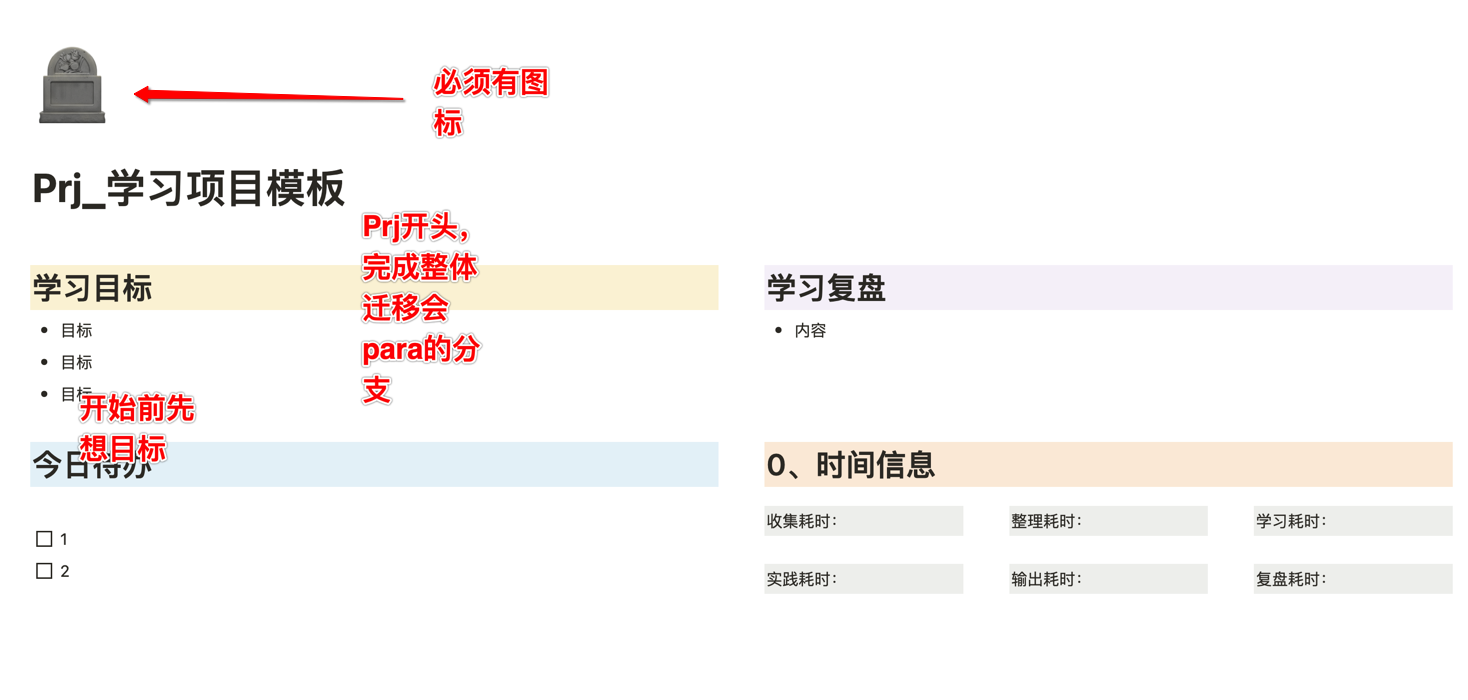 必须有图
标
Prj_学习项目模板
Prj开头，
完成整体
迁移会
para的分
支
学习目标
目标
目标
目标
开始前先
想目标
今日待办
1
2
学习复盘
内容
0、时间信息
收集耗时：
整理耗时：
学习耗时：
实践耗时：
输出耗时：
复盘耗时：